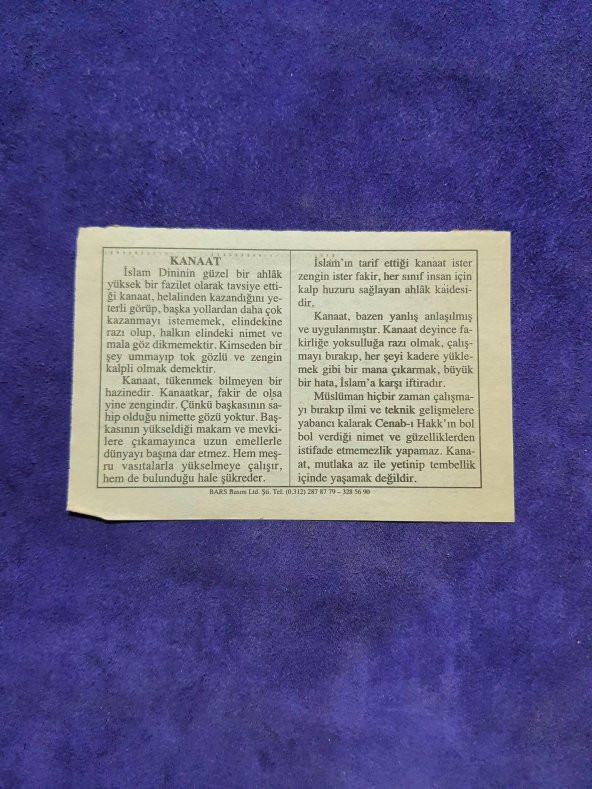 KANAAT
İslam Dininin güzel bir ahlâk
yüksek bir fazilet olarak tavsiye etti-
ği kanaat, helalinden kazandığını ye-
terli görüp, başka yollardan daha çok
kazanmayı istememek, elindekine
razı olup, halkın elindeki nimet ve
mala göz dikmemektir. Kimseden bir
şey ummayıp tok gözlü ve zengin
kalpli olmak demektir.
Kanaat, tükenmek bilmeyen bir
hazinedir. Kanaatkar, fakir de olsa
yine zengindir. Çünkü başkasının sa-
hip olduğu nimette gözü yoktur. Baş-
kasının yükseldiği makam ve mevki-
lere çıkamayınca uzun emellerle
dünyayı başına dar etmez. Hem meş-
ru vasıtalarla yükselmeye çalışır,
hem de bulunduğu hale şükreder.
İslam'ın tarif ettiği kanaat ister
zengin ister fakir, her sınıf insan için
kalp huzuru sağlayan ahlâk kaidesi-
dir.
Kanaat, bazen yanlış anlaşılmış
ve uygulanmıştır. Kanaat deyince fa-
kirliğe yoksulluğa razı olmak, çalış-
mayı bırakıp, her şeyi kadere yükle-
mek gibi bir mana çıkarmak, büyük
bir hata, İslam'a karşı iftiradır.
Müslüman hiçbir zaman çalışma-
yı bırakıp ilmi ve teknik gelişmelere
yabancı kalarak Cenab-ı Hakk'ın bol
bol verdiği nimet ve güzelliklerden
istifade etmemezlik yapamaz. Kana-
at, mutlaka az ile yetinip tembellik
içinde yaşamak değildir.
BARS Basım Ltd. Şti. Tel: (0.312) 287 87 79 – 328 56 90